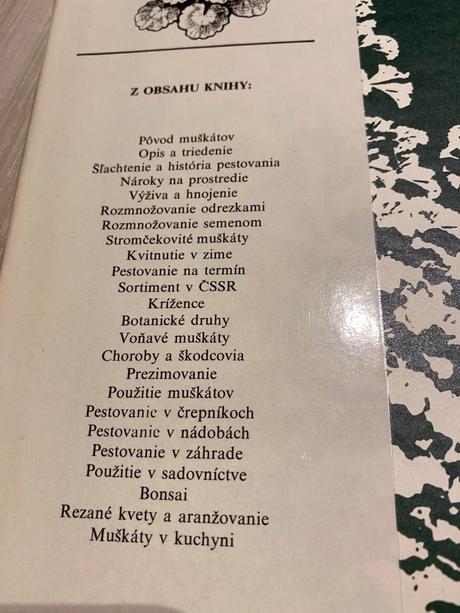 Z OBSAHU KNIHY:
Pôvod muškátov
Opis a triedenie
Šľachtenie a história pestovania
Nároky na prostredie
Výživa a hnojenie
Rozmnožovanie odrezkami
Rozmnožovanie semenom
Stromčekovité muškáty
Kvitnutie v zime
Pestovanie na termín
Sortiment v ČSSR
Krížence
Botanické druhy
Voňavé muškáty
Choroby a škodcovia
Prezimovanie
Použitie muškátov
Pestovanie v črepníkoch
Pestovanie v nádobách
Pestovanie v záhrade
Použitie v sadovníctve
Bonsai
Rezané kvety a aranžovanie
Muškáty v kuchyni